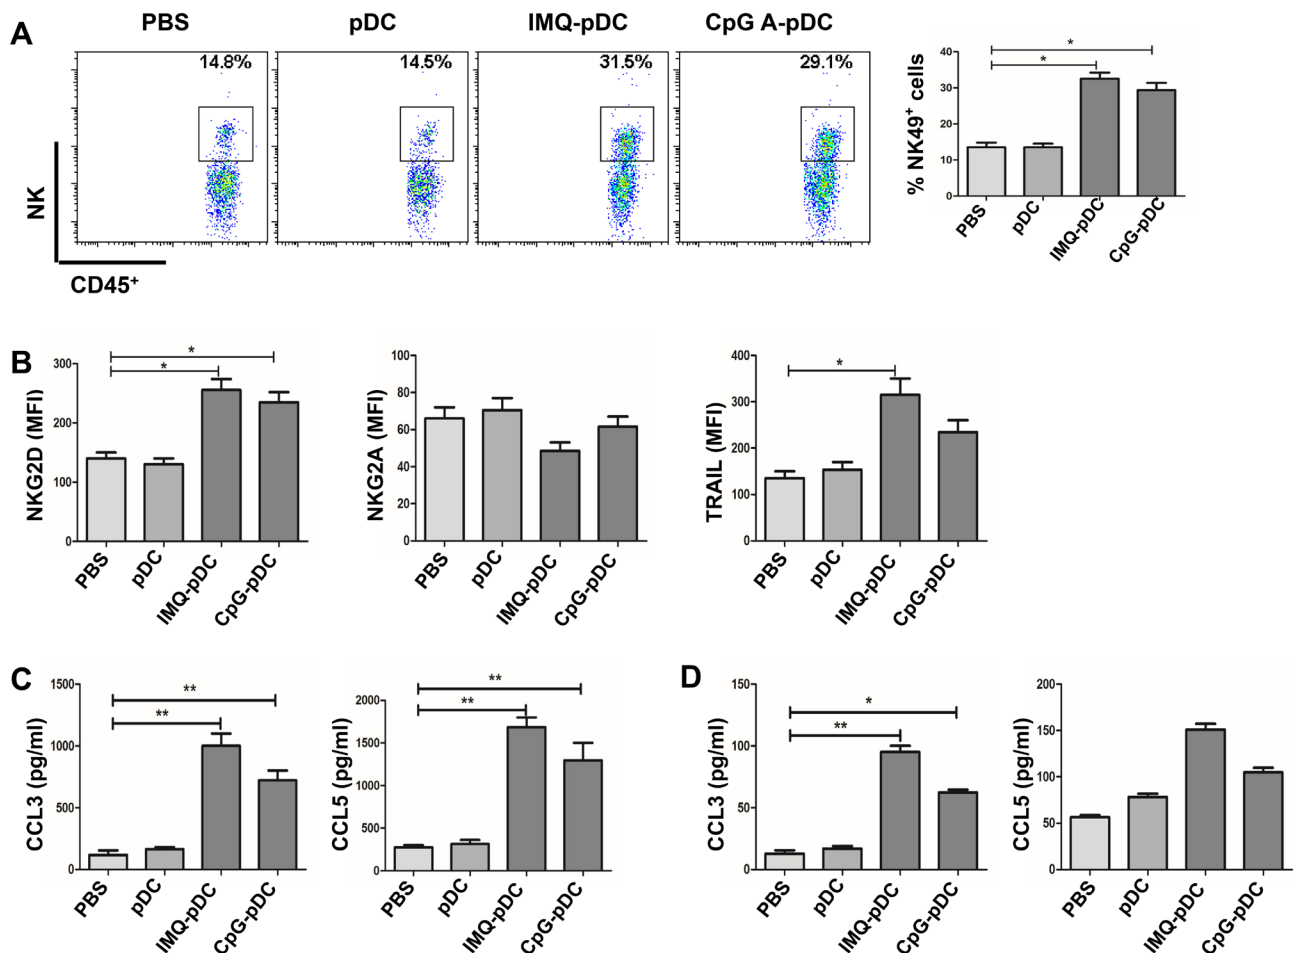 A
PBS
pDC
IMQ-pDC
CpG A-pDC
14.8%
14.5%
31.5%
29.1%
NK
CD45⁺
% NK49⁺ cells
40
30
20
10
0
*
*
PBS
pDC
IMQ-pDC
CpG-pDC
B
NKG2D (MFI)
300
200
100
0
*
*
PBS
pDC
IMQ-pDC
CpG-pDC
NKG2A (MFI)
100
80
60
40
20
0
PBS
pDC
IMQ-pDC
CpG-pDC
TRAIL (MFI)
400
300
200
100
0
*
PBS
pDC
IMQ-pDC
CpG-pDC
C
CCL3 (pg/ml)
1500
1000
500
0
**
**
PBS
pDC
IMQ-pDC
CpG-pDC
CCL5 (pg/ml)
2000
1500
1000
500
0
**
**
PBS
pDC
IMQ-pDC
CpG-pDC
D
CCL3 (pg/ml)
150
100
50
0
*
**
PBS
pDC
IMQ-pDC
CpG-pDC
CCL5 (pg/ml)
200
150
100
50
0
PBS
pDC
IMQ-pDC
CpG-pDC